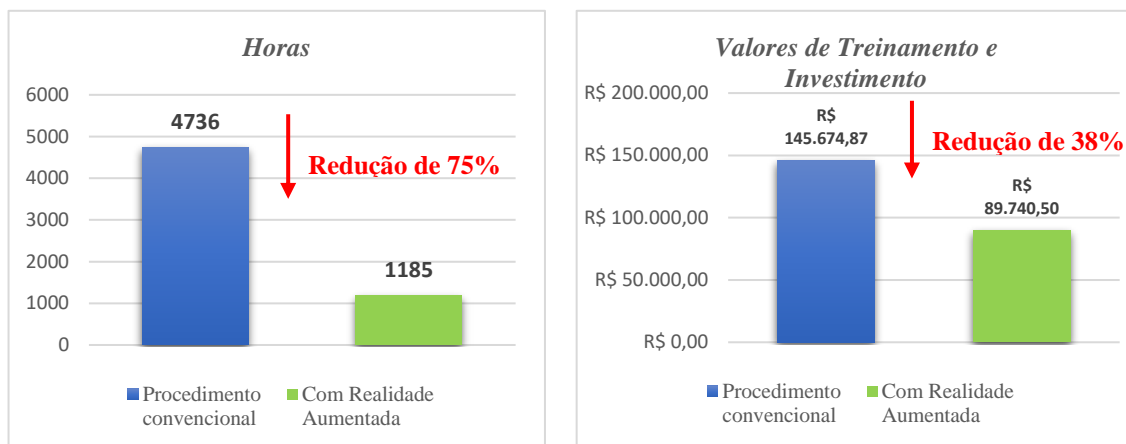 Horas
6000
5000
4000
3000
2000
1000
0
4736
1185
Redução de 75%
Procedimento
convencional
Com Realidade
Aumentada
Valores de Treinamento e
Investimento
R$ 200.000,00
R$ 150.000,00
R$ 100.000,00
R$ 50.000,00
R$ 0,00
R$
145.674,87
R$
89.740,50
Redução de 38%
Procedimento
convencional
Com Realidade
Aumentada